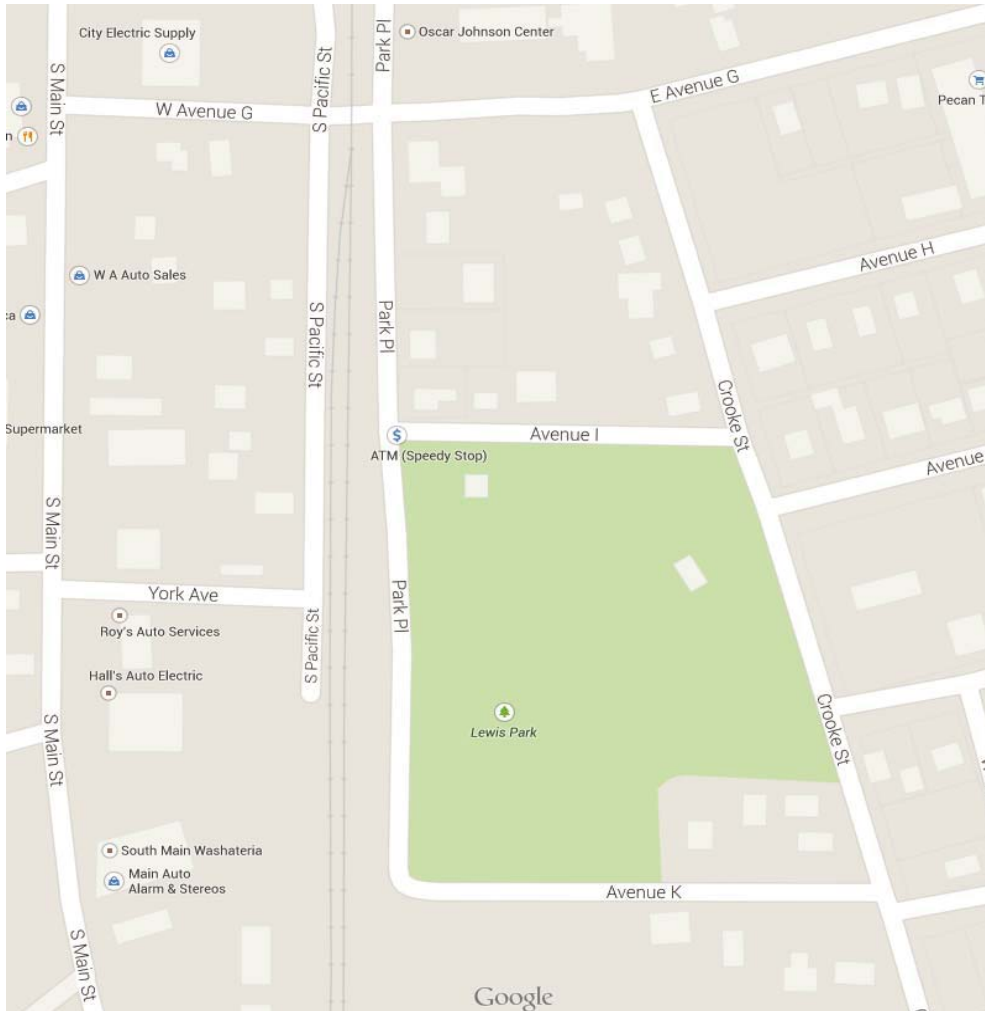 City Electric Supply
Park Pl
Oscar Johnson Center
S Pacific St
S Main St
E Avenue G
W Avenue G
Pecan T
n
Avenue H
W A Auto Sales
ca
S Pacific St
Park Pl
Crooke St
Supermarket
Avenue I
$
ATM (Speedy Stop)
Avenue
S Main St
York Ave
Park Pl
Roy's Auto Services
S Pacific St
Hall's Auto Electric
Crooke St
Lewis Park
S Main St
South Main Washateria
Main Auto
Alarm & Stereos
Avenue K
S Main St
Google